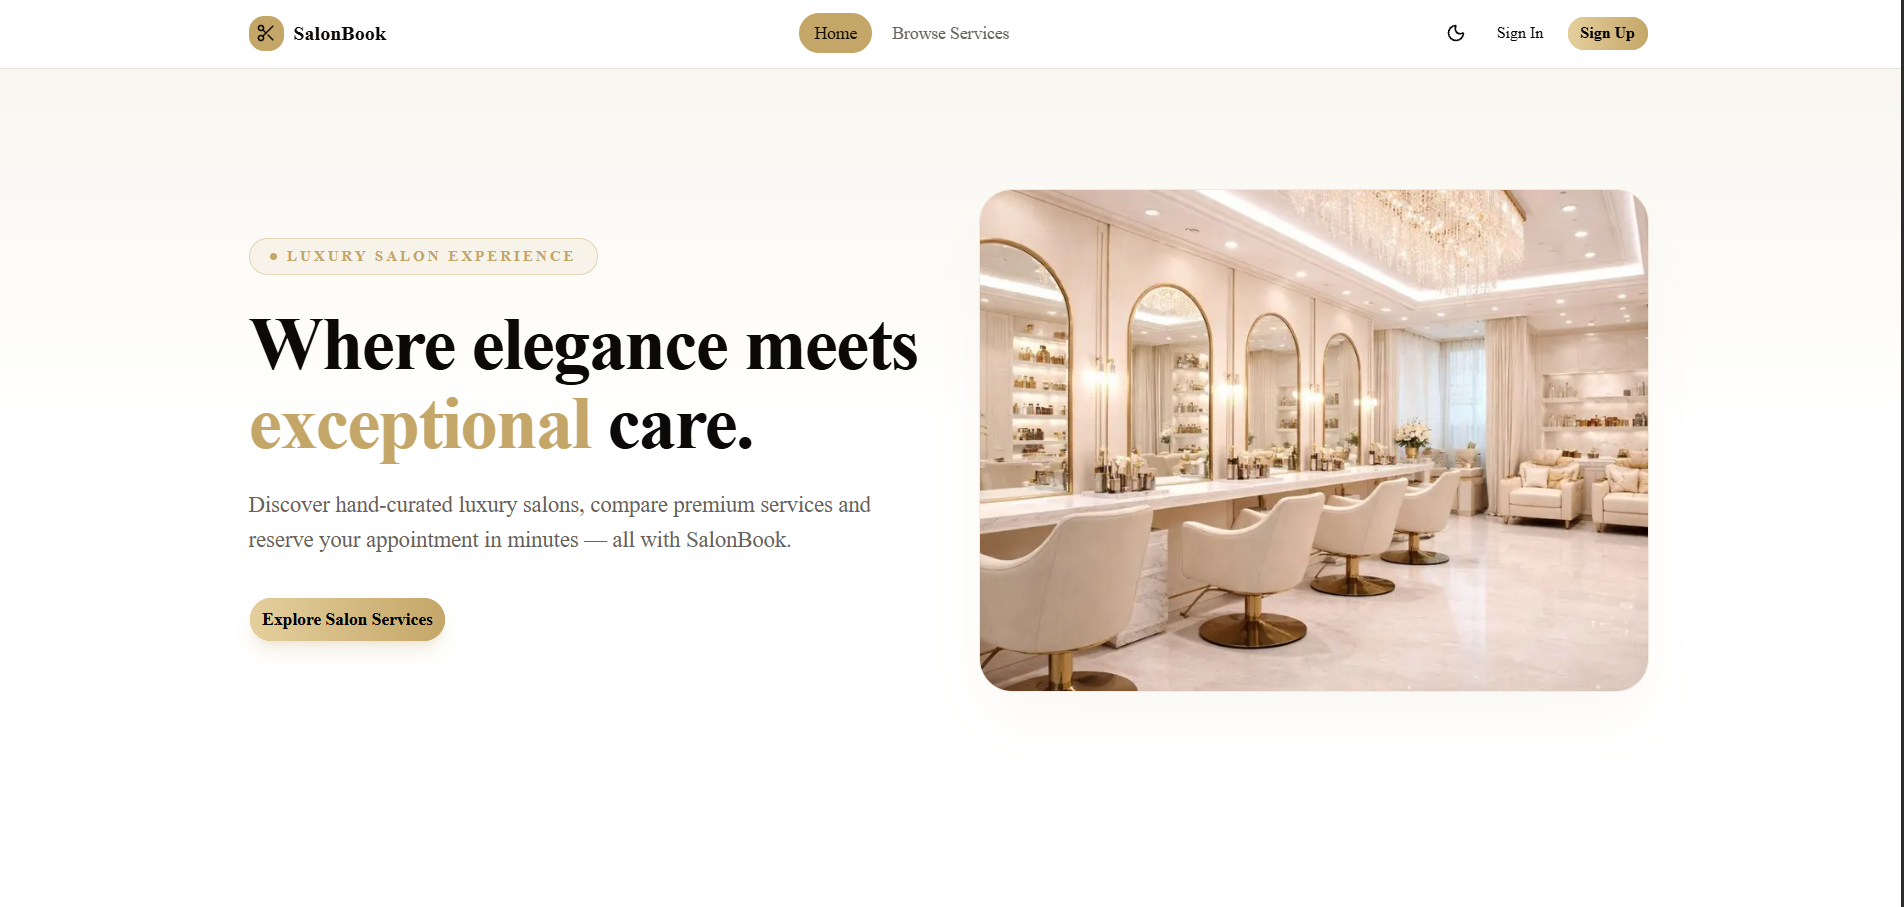 SalonBook
Home
Browse Services
Sign In
Sign Up
LUXURY SALON EXPERIENCE
Where elegance meets
exceptional care.
Discover hand-curated luxury salons, compare premium services and
reserve your appointment in minutes — all with SalonBook.
Explore Salon Services